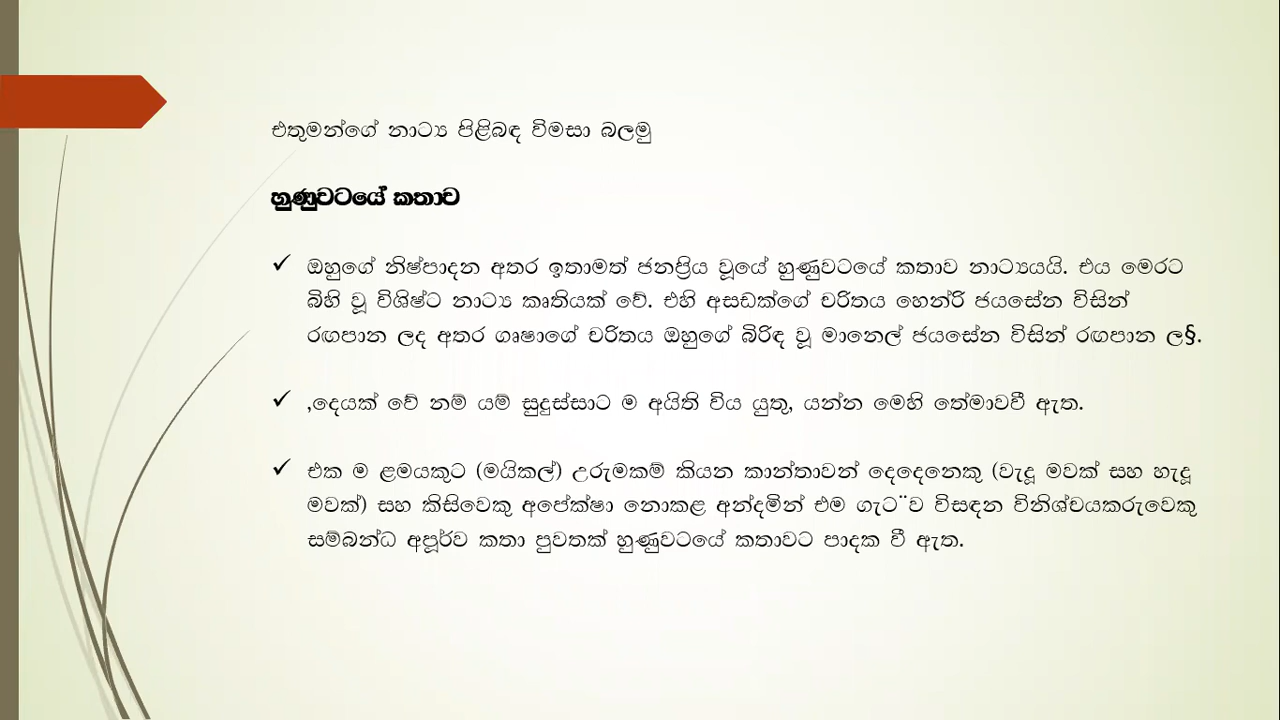 එතුමන්ගේ නාට්‍ය පිළිබඳ විමසා බලමු
හුණුවටයේ කතාව
✓ ඔහුගේ නිෂ්පාදන අතර ඉතාමත් ජනප්‍රිය වූයේ හුණුවටයේ කතාව නාට්‍යයයි. එය මෙරට
බිහි වූ විශිෂ්ට නාට්‍ය කෘතියක් වේ. එහි අසඩක්ගේ චරිතය හෙන්රි ජයසේන විසින්
රඟපාන ලද අතර ගෘෂාගේ චරිතය ඔහුගේ බිරිඳ වූ මානෙල් ජයසේන විසින් රඟපාන ල§.
✓ ,දෙයක් වේ නම් යම් සුදුස්සාට ම අයිති විය යුතු, යන්න මෙහි තේමාවවී ඇත.
✓ එක ම ළමයකුට (මයිකල්) උරුමකම් කියන කාන්තාවන් දෙදෙනෙකු (වැදූ මවක් සහ හැදූ
මවක්) සහ කිසිවෙකු අපේක්ෂා නොකළ අන්දමින් එම ගැට¨ව විසඳන විනිශ්චයකරුවෙකු
සම්බන්ධ අපූර්ව කතා පුවතක් හුණුවටයේ කතාවට පාදක වී ඇත.